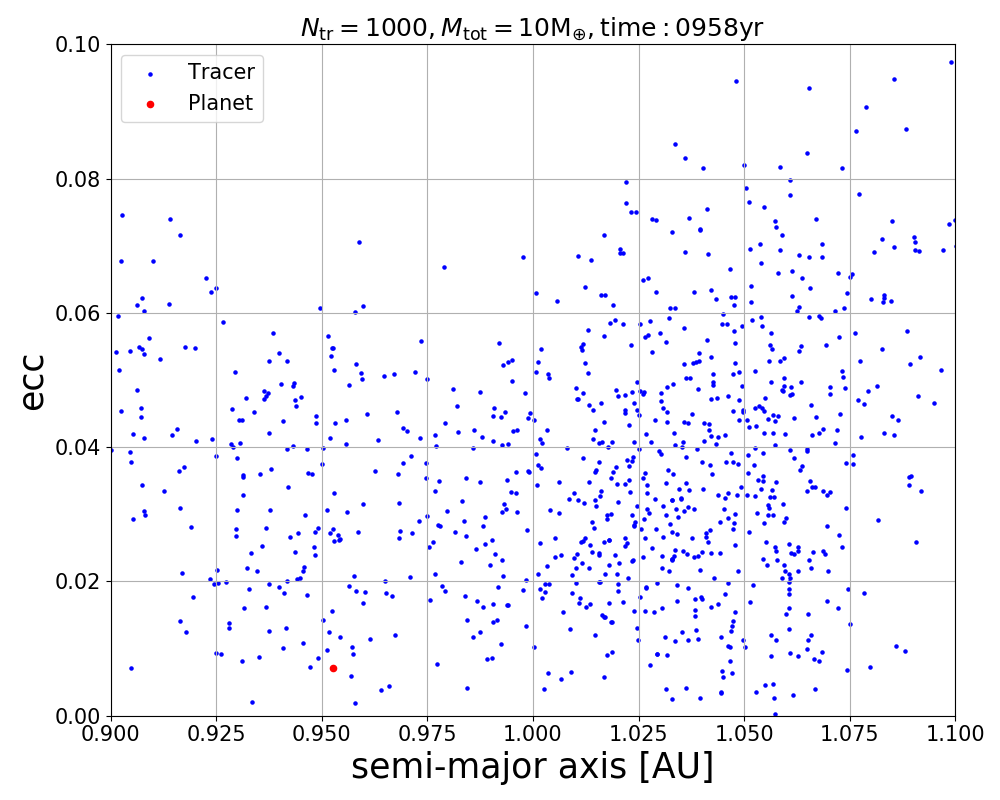 N_tr = 1000, M_tot = 10M_⊕, time : 0958yr
0.10
0.08
0.06
0.04
0.02
0.00
ecc
Tracer
Planet
0.900 0.925 0.950 0.975 1.000 1.025 1.050 1.075 1.100
semi-major axis [AU]